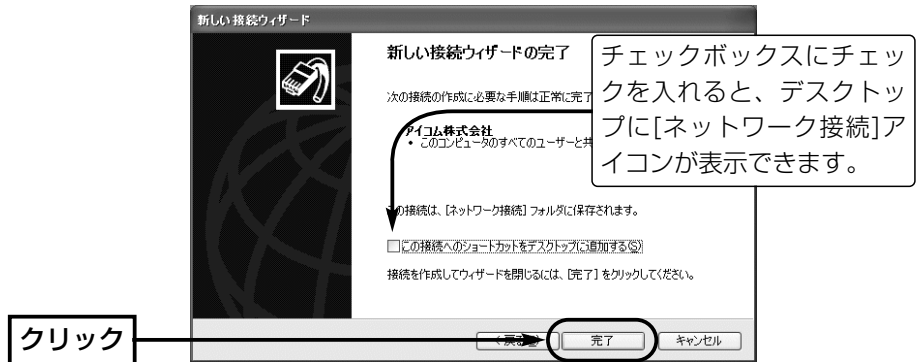 新しい接続ウィザード
新しい接続ウィザードの完了
次の接続の作成に必要な手順は正常に完了
アイコム株式会社
• このコンピュータのすべてのユーザーと共
この接続は、[ネットワーク接続] フォルダに保存されます。
この接続へのショートカットをデスクトップに追加する(S)
接続を作成してウィザードを閉じるには、[完了] をクリックしてください。
チェックボックスにチェッ
クを入れると、デスクトッ
プに[ネットワーク接続]ア
イコンが表示できます。
クリック
< 戻る
完了
キャンセル